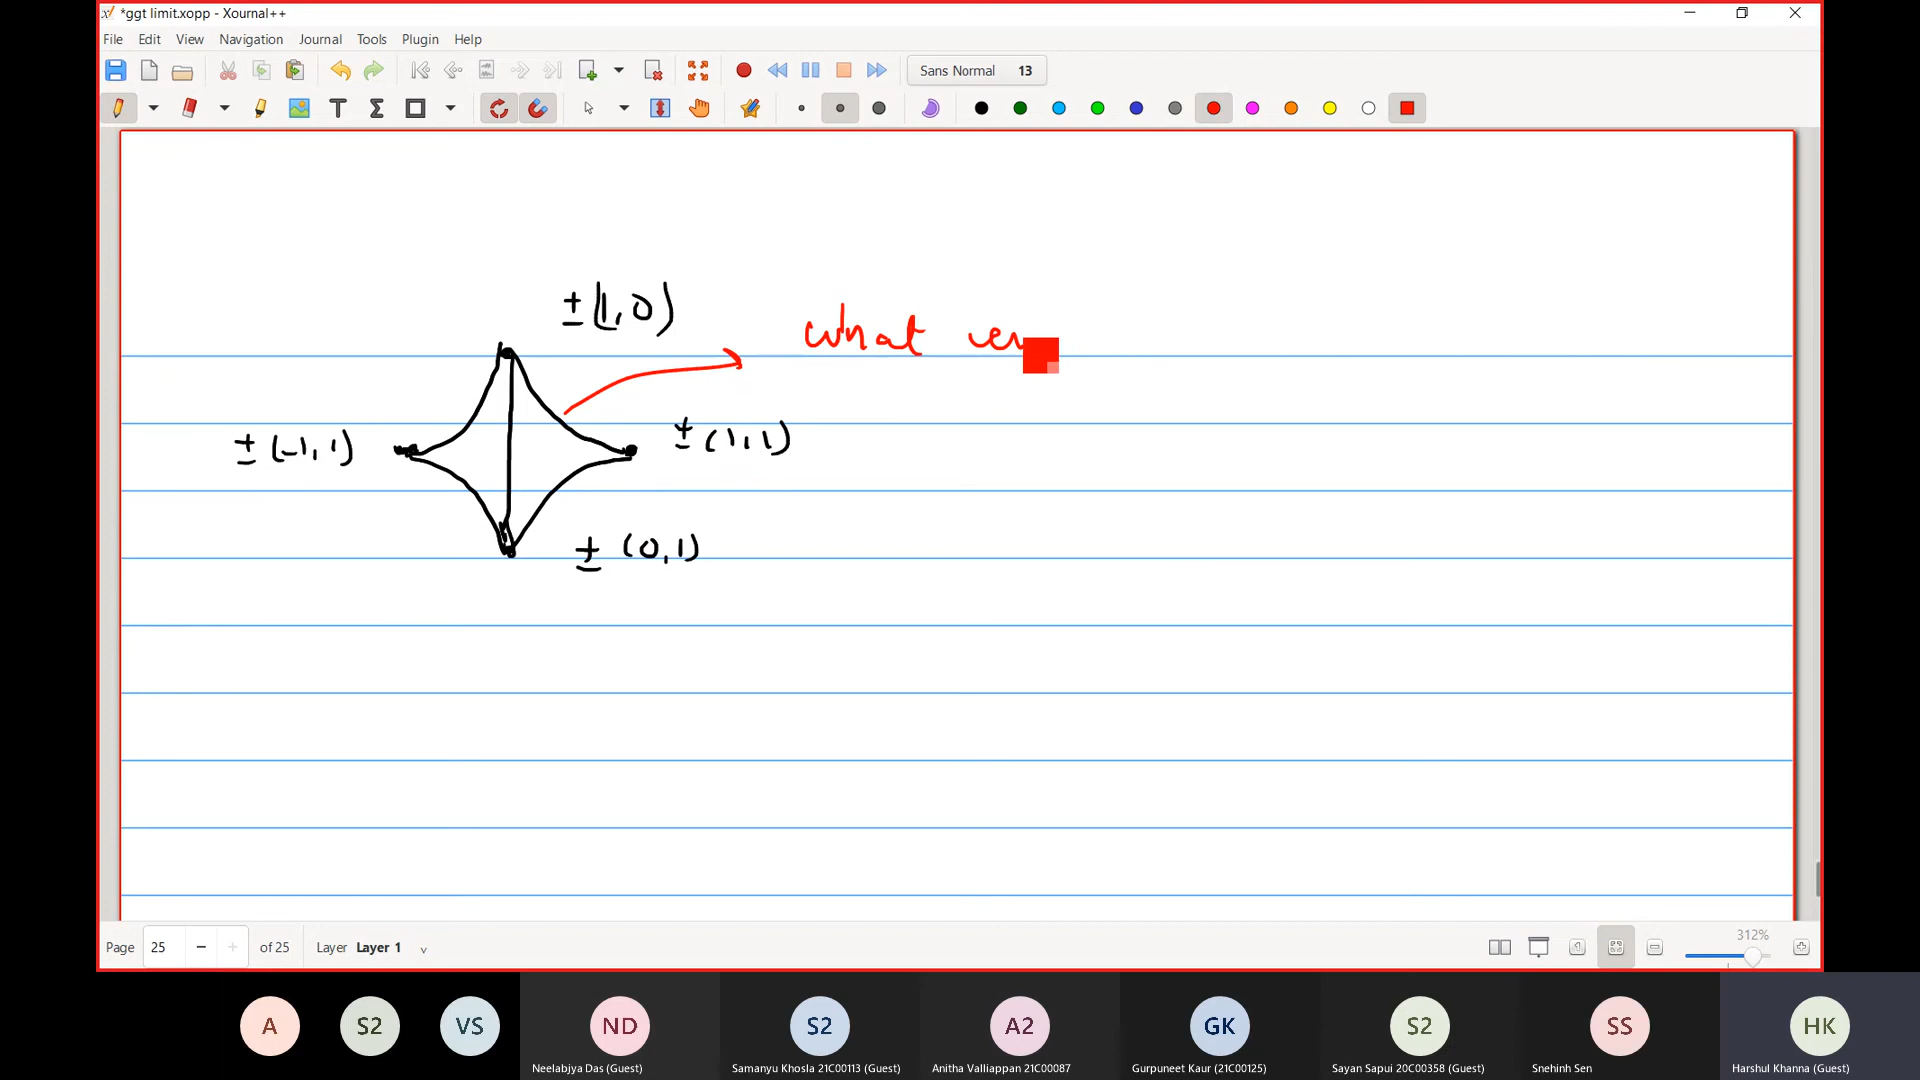 *ggt limit.xopp - Xournal++
File Edit View Navigation Journal Tools Plugin Help
Sans Normal 13
± (1, 0)
what ver
± (-1, 1)
± (1, 1)
± (0, 1)
Page 25 of 25 Layer Layer 1
312%
A S2 VS ND S2 A2 GK S2 SS HK
Neelabjya Das (Guest) Samanyu Khosla 21C00113 (Guest) Anitha Valliappan 21C00087 Gurpuneet Kaur (21C00125) Sayan Sapui 20C00358 (Guest) Snehinh Sen Harshul Khanna (Guest)